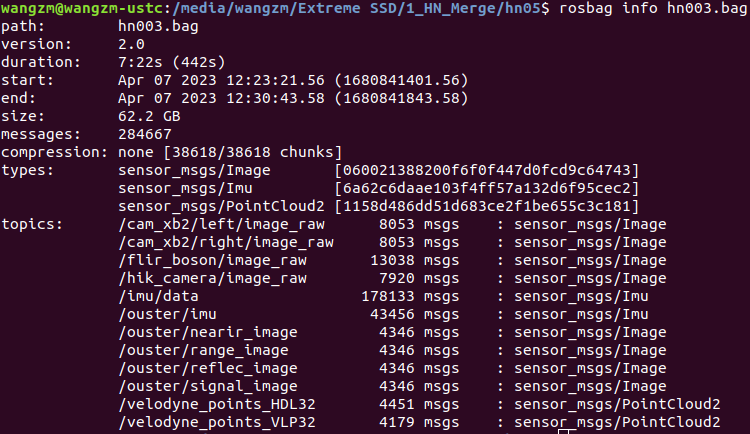 wangzm@wangzm-ustc:/media/wangzm/Extreme SSD/1_HN_Merge/hn05$ rosbag info hn003.bag
path:        hn003.bag
version:     2.0
duration:    7:22s (442s)
start:       Apr 07 2023 12:23:21.56 (1680841401.56)
end:         Apr 07 2023 12:30:43.58 (1680841843.58)
size:        62.2 GB
messages:    284667
compression: none [38618/38618 chunks]
types:       sensor_msgs/Image       [060021388200f6f0f447d0fcd9c64743]
             sensor_msgs/Imu         [6a62c6daae103f4ff57a132d6f95cec2]
             sensor_msgs/PointCloud2 [1158d486dd51d683ce2f1be655c3c181]
topics:      /cam_xb2/left/image_raw      8053 msgs    : sensor_msgs/Image
             /cam_xb2/right/image_raw     8053 msgs    : sensor_msgs/Image
             /flir_boson/image_raw       13038 msgs    : sensor_msgs/Image
             /hik_camera/image_raw        7920 msgs    : sensor_msgs/Image
             /imu/data                  178133 msgs    : sensor_msgs/Imu
             /ouster/imu                 43456 msgs    : sensor_msgs/Imu
             /ouster/nearir_image         4346 msgs    : sensor_msgs/Image
             /ouster/range_image          4346 msgs    : sensor_msgs/Image
             /ouster/reflec_image         4346 msgs    : sensor_msgs/Image
             /ouster/signal_image         4346 msgs    : sensor_msgs/Image
             /velodyne_points_HDL32       4451 msgs    : sensor_msgs/PointCloud2
             /velodyne_points_VLP32       4179 msgs    : sensor_msgs/PointCloud2